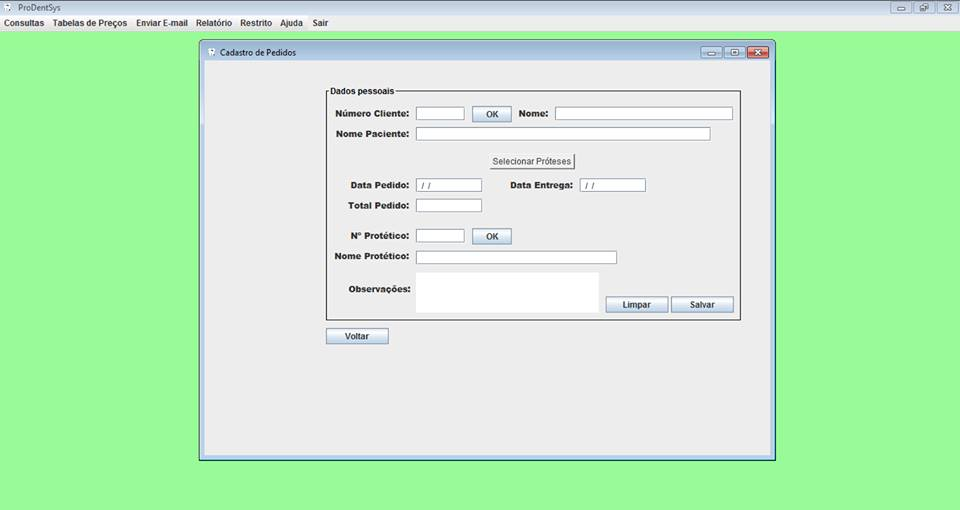 ProDentSys
Consultas Tabelas de Preços Enviar E-mail Relatório Restrito Ajuda Sair
Cadastro de Pedidos
Dados pessoais
Número Cliente: OK Nome:
Nome Paciente:
Selecionar Próteses
Data Pedido: / / Data Entrega: / /
Total Pedido:
Nº Protético: OK
Nome Protético:
Observações:
Limpar Salvar
Voltar